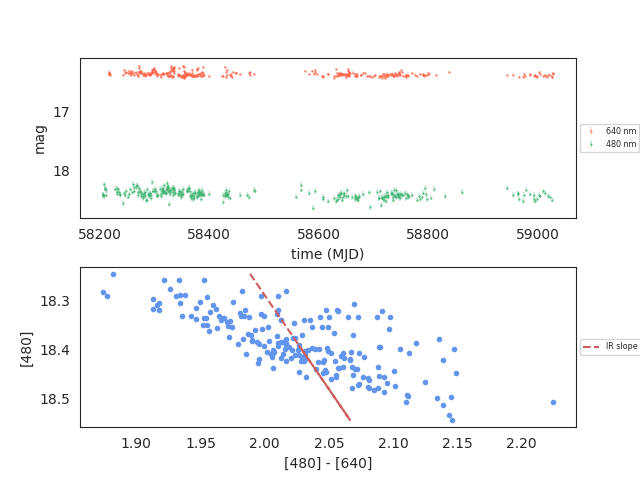 17
18
mag
58200 58400 58600 58800 59000
time (MJD)
640 nm
480 nm
18.3
18.4
18.5
[480]
1.90 1.95 2.00 2.05 2.10 2.15 2.20
[480] - [640]
IR slope